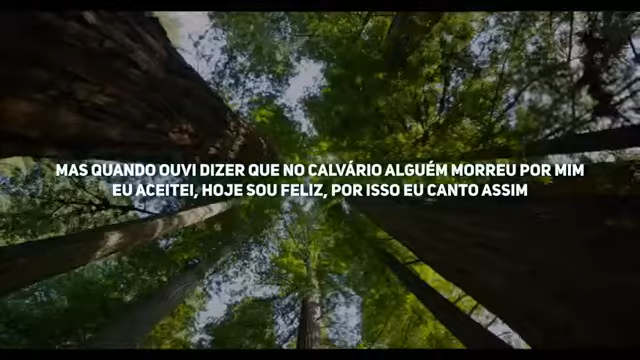 MAS QUANDO OUVI DIZER QUE NO CALVÁRIO ALGUÉM MORREU POR MIM
EU ACEITEI, HOJE SOU FELIZ, POR ISSO EU CANTO ASSIM